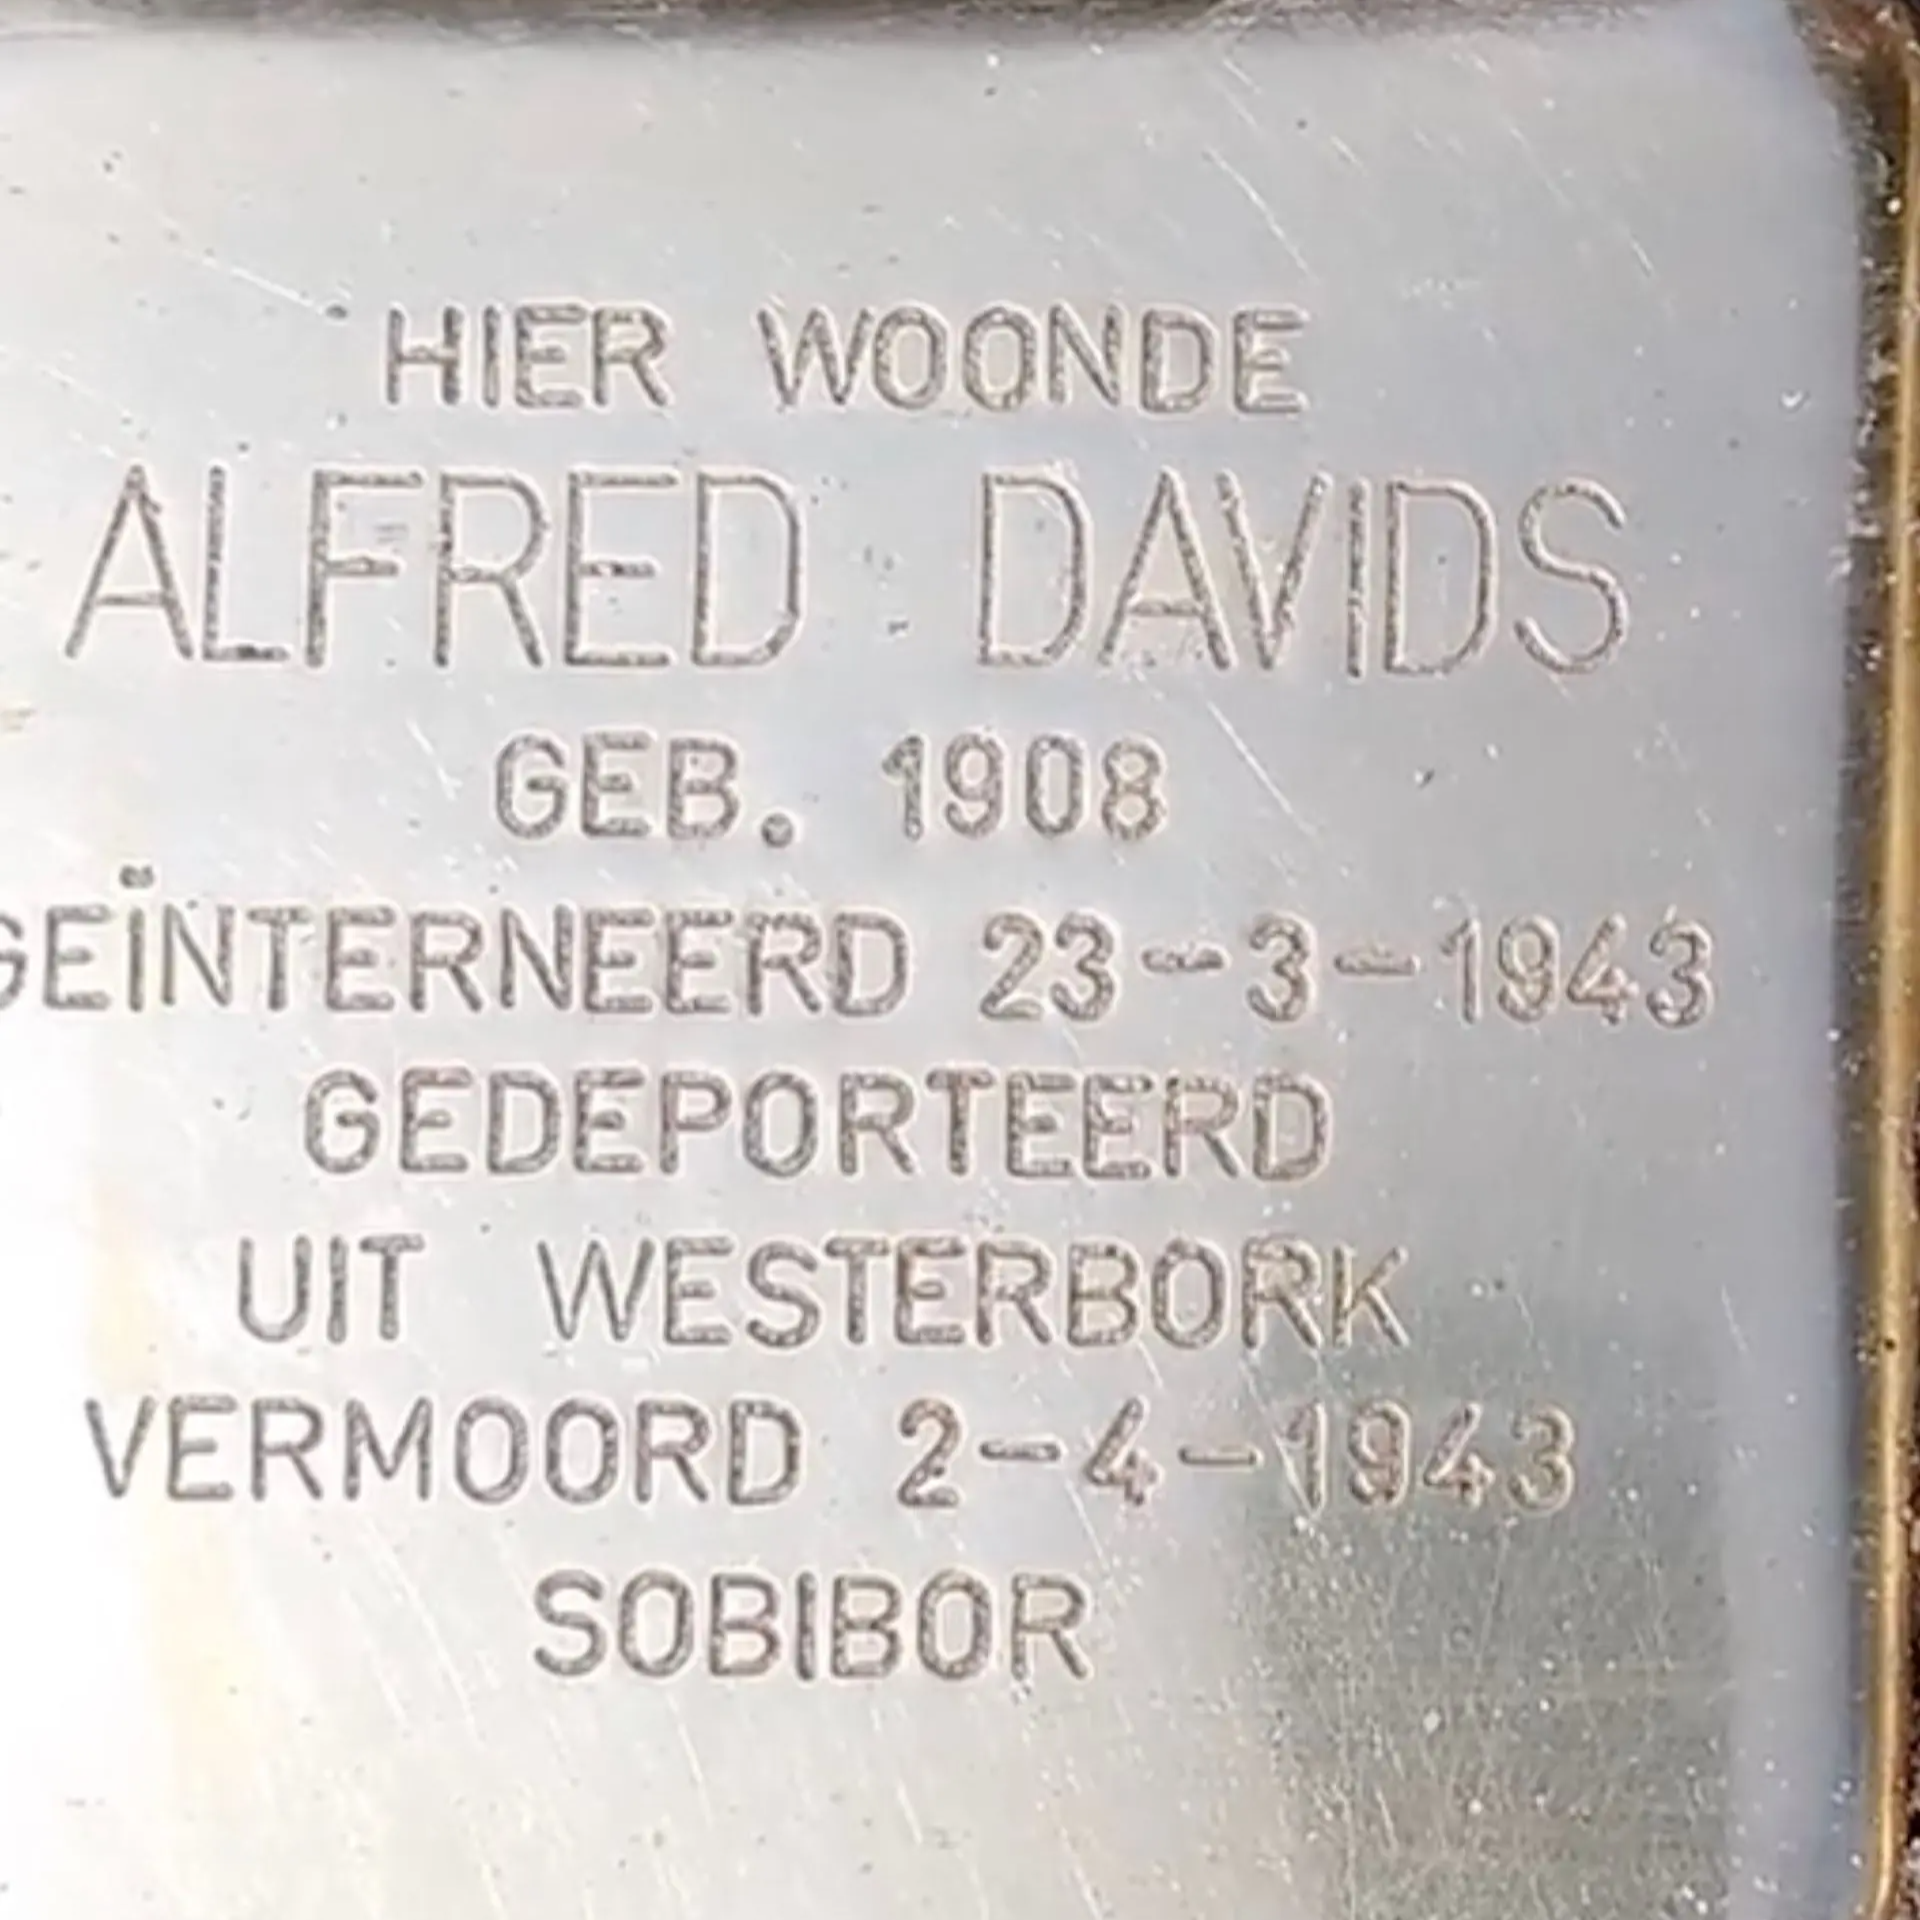 HIER WOONDE
ALFRED DAVIDS
GEB. 1908
GEÏNTERNEERD 23-3-1943
GEDEPORTEERD
UIT WESTERBORK
VERMOORD 2-4-1943
SOBIBOR